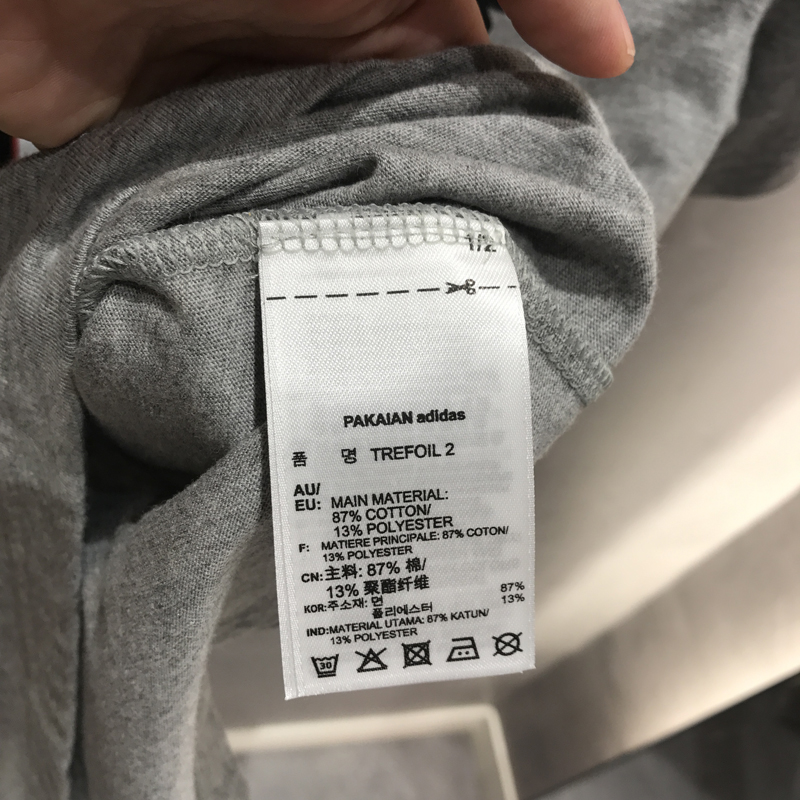 1/2
PAKAIAN adidas
품 명 TREFOIL 2
AU/
EU: MAIN MATERIAL:
87% COTTON/
13% POLYESTER
F: MATIERE PRINCIPALE: 87% COTON/
13% POLYESTER
CN:主料: 87% 棉/
13% 聚酯纤维
KOR:주소재: 면 87%
폴리에스터 13%
IND:MATERIAL UTAMA: 87% KATUN/
13% POLYESTER
30